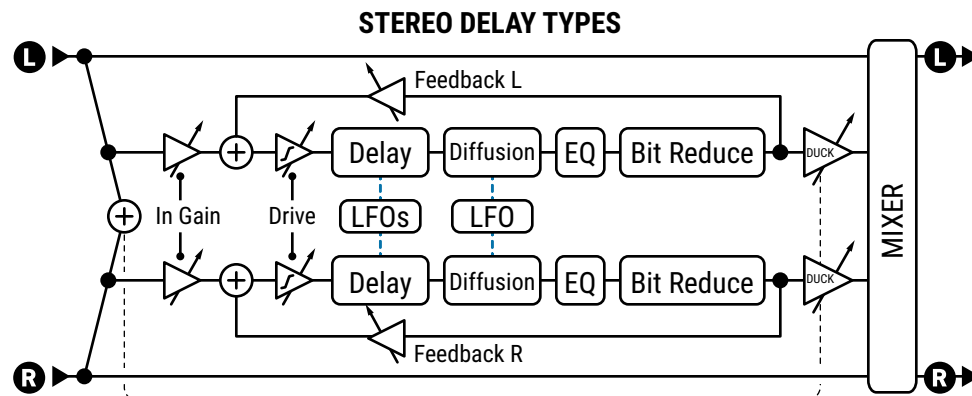 STEREO DELAY TYPES
L
L
Feedback L
Delay
Diffusion
EQ
Bit Reduce
DUCK
In Gain
Drive
LFOs
LFO
MIXER
Delay
Diffusion
EQ
Bit Reduce
DUCK
Feedback R
R
R